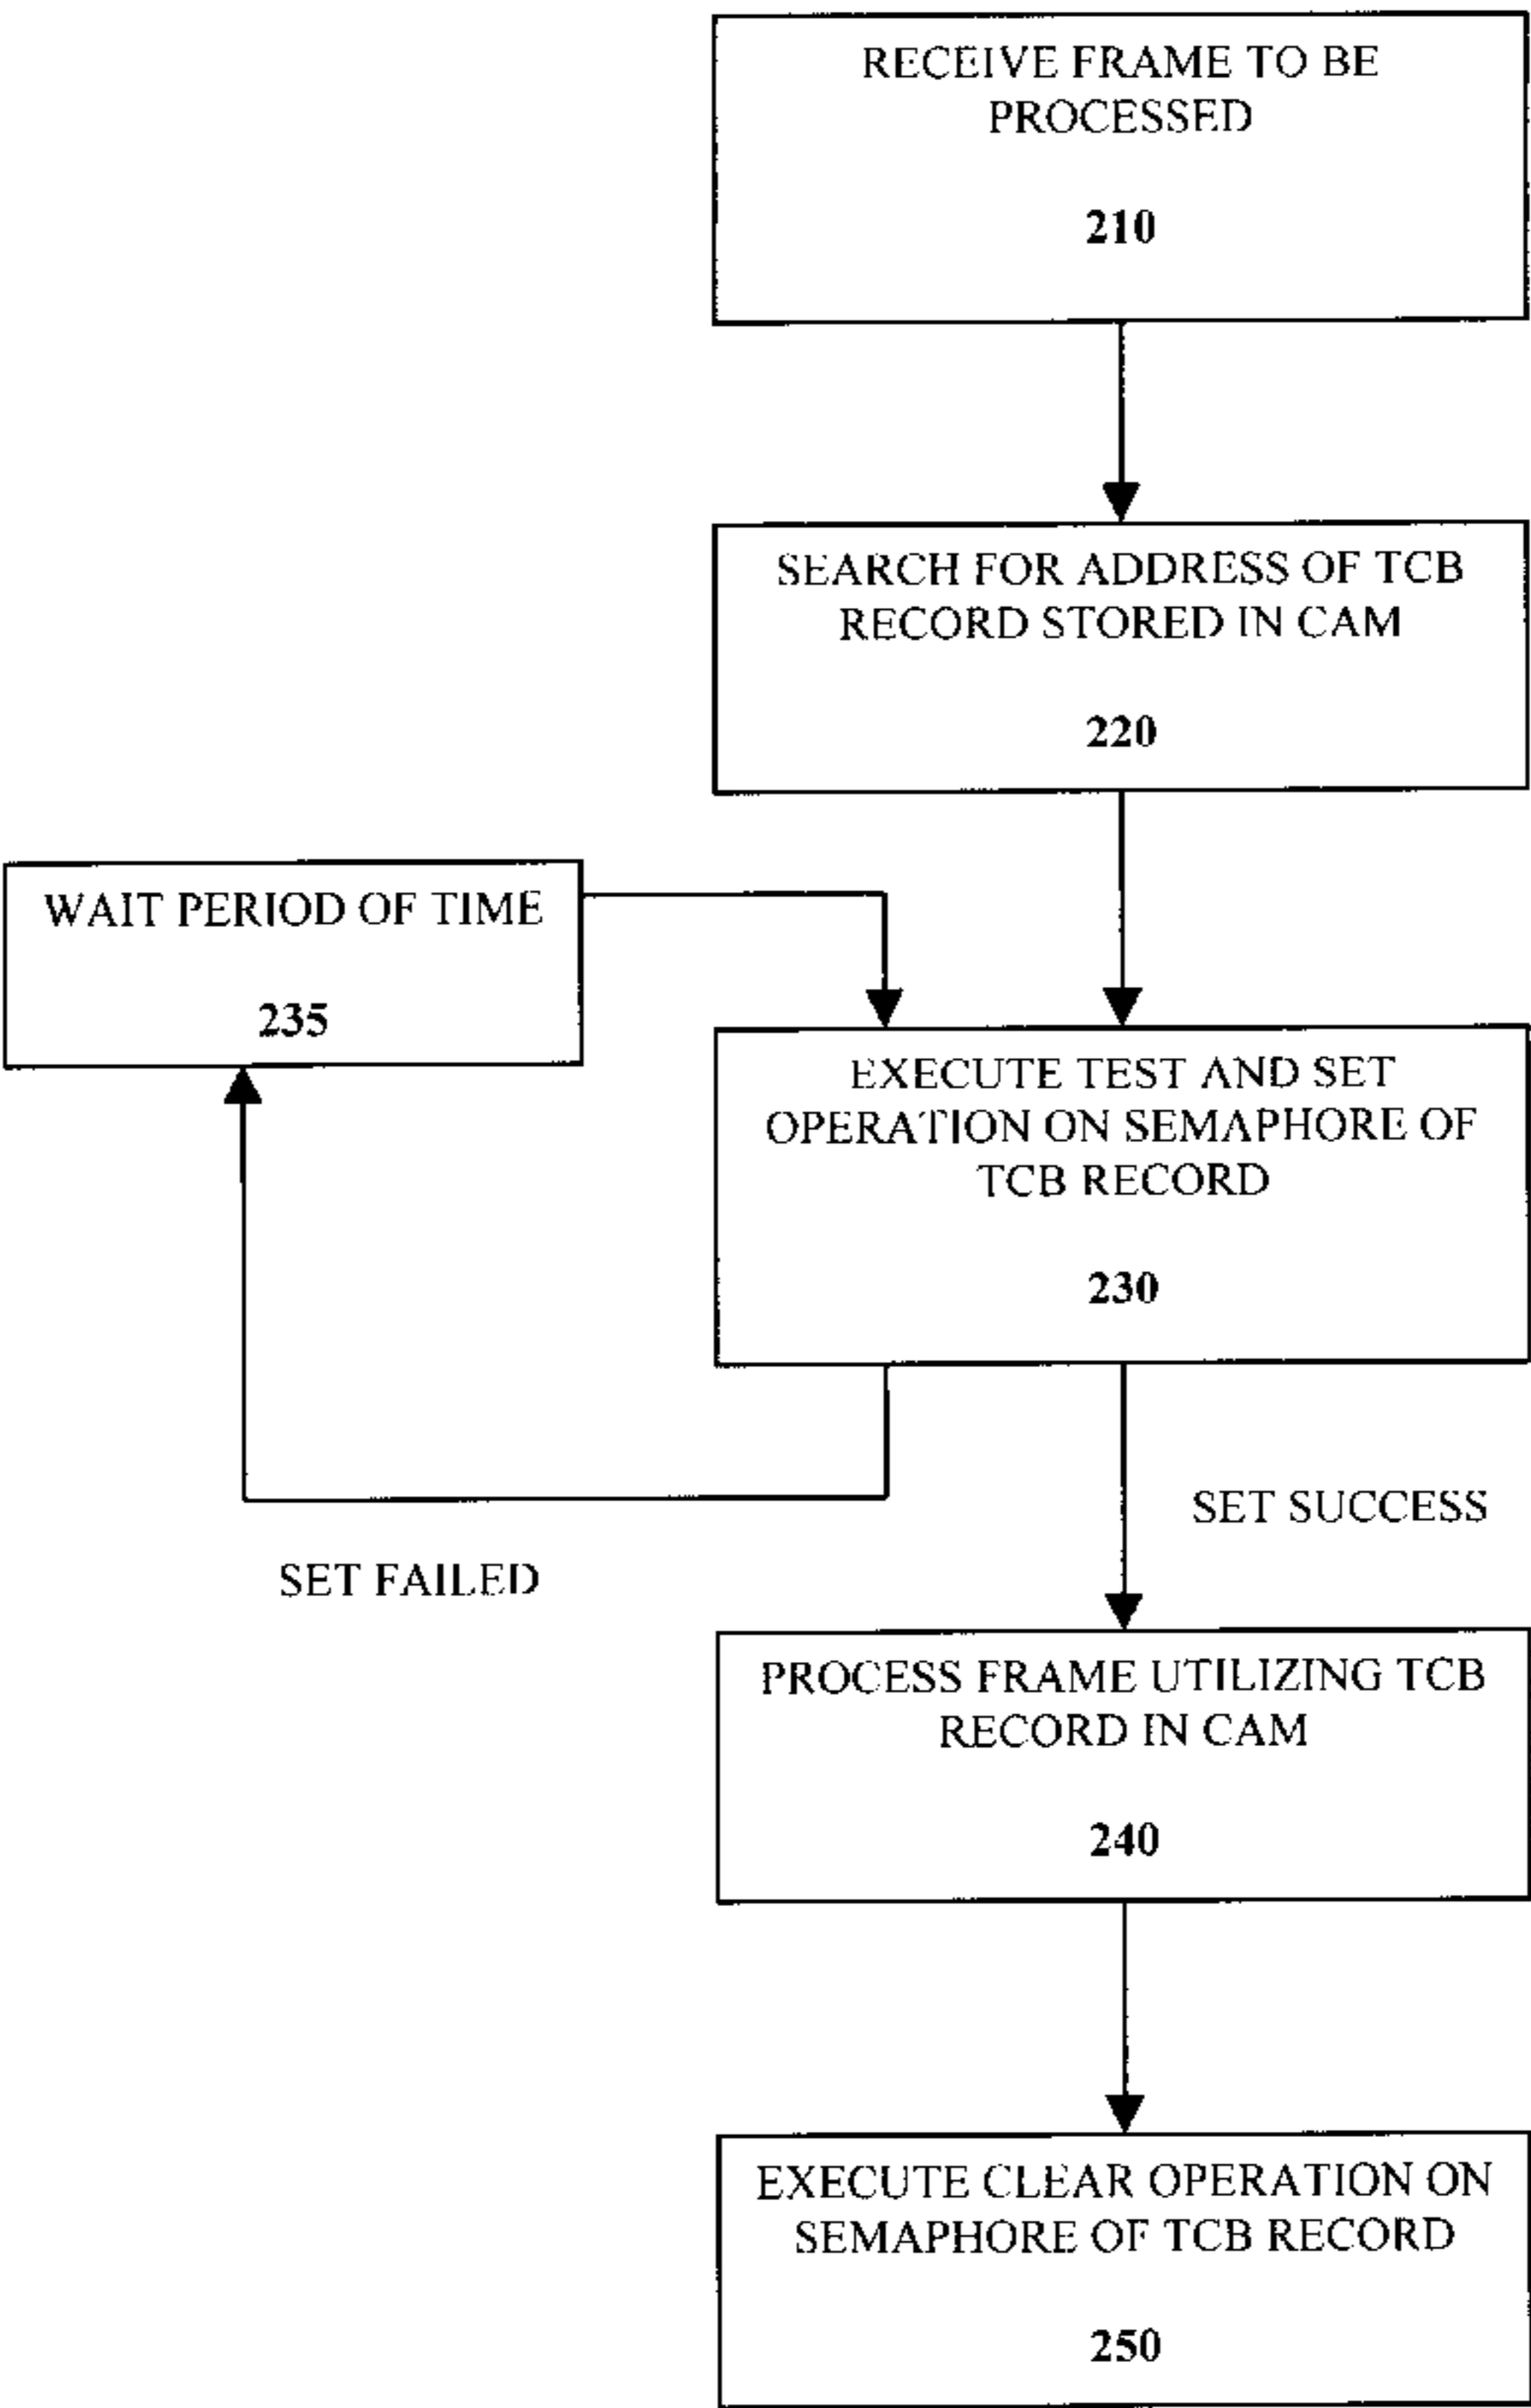 RECEIVE FRAME TO BE
PROCESSED
210
SEARCH FOR ADDRESS OF TCB
RECORD STORED IN CAM
220
WAIT PERIOD OF TIME
235
EXECUTE TEST AND SET
OPERATION ON SEMAPHORE OF
TCB RECORD
230
SET SUCCESS
SET FAILED
PROCESS FRAME UTILIZING TCB
RECORD IN CAM
240
EXECUTE CLEAR OPERATION ON
SEMAPHORE OF TCB RECORD
250